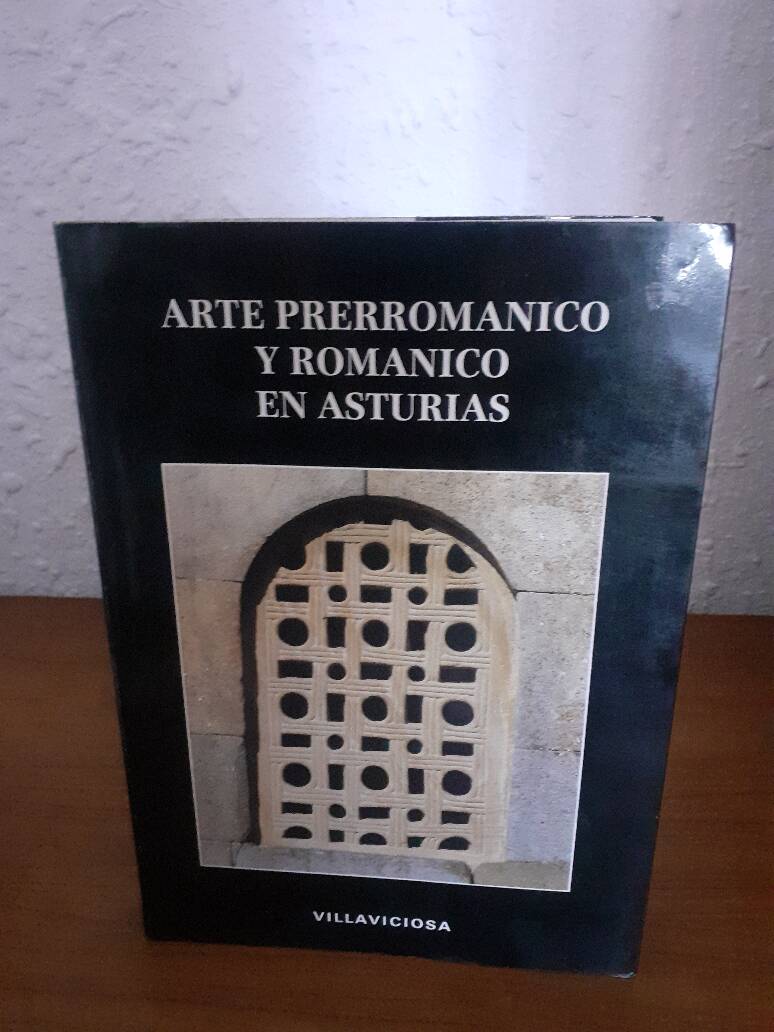 ARTE PRERROMANICO
Y ROMANICO
EN ASTURIAS
VILLAVICIOSA